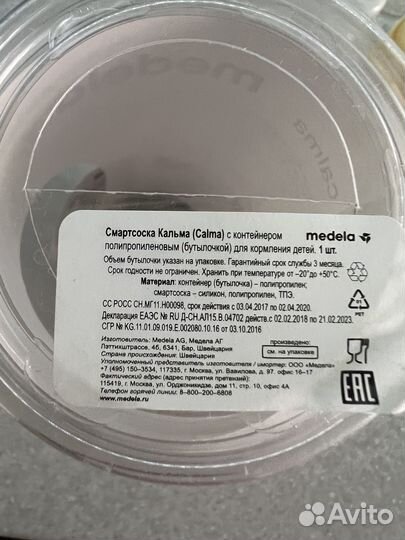 medela
calma
Смартсоска Кальма (Calma) с контейнером
полипропиленовым (бутылочкой) для кормления детей. 1 шт.
medela
Объем бутылочки указан на упаковке. Гарантийный срок службы 3 месяца.
Срок годности не ограничен. Хранить при температуре от –20˚до +50°С.
Материал: контейнер (бутылочка) – полипропилен;
смартсоска – силикон, полипропилен, ТПЭ.
СС РОСС CH.МГ11.Н00098, срок действия с 03.04.2017 по 02.04.2020.
Декларация ЕАЭС № RU Д-CH.АЛ15.В.04702 действ. с 02.02.2018 по 21.02.2023.
СГР № KG.11.01.09.019.Е.002080.10.16 от 03.10.2016
PET
Изготовитель: Medela AG, Медела АГ
Лэттихштрассе, 4б, 6341, Бар, Швейцария
Страна происхождения: Швейцария
произведено:
см. на упаковке
Уполномоченный представитель изготовителя / импортер: ООО «Медела»
+7 (495) 150-3534, 117335, г. Москва, ул. Вавилова, д. 97. офис 16–17
Фактический адрес (адрес принятия претензий):
115419, г. Москва, ул. Орджоникидзе, дом 11, стр. 10, офис 4А
Телефон горячей линии: 8-800-200-6808
www.medela.ru
EAC
Avito